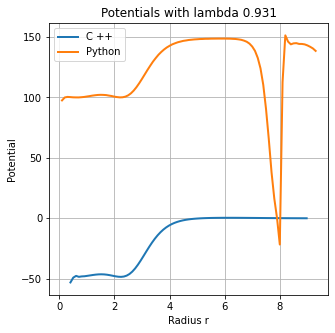 Potentials with lambda 0.931
C ++
Python
150
100
50
0
−50
Potential
0
2
4
6
8
Radius r